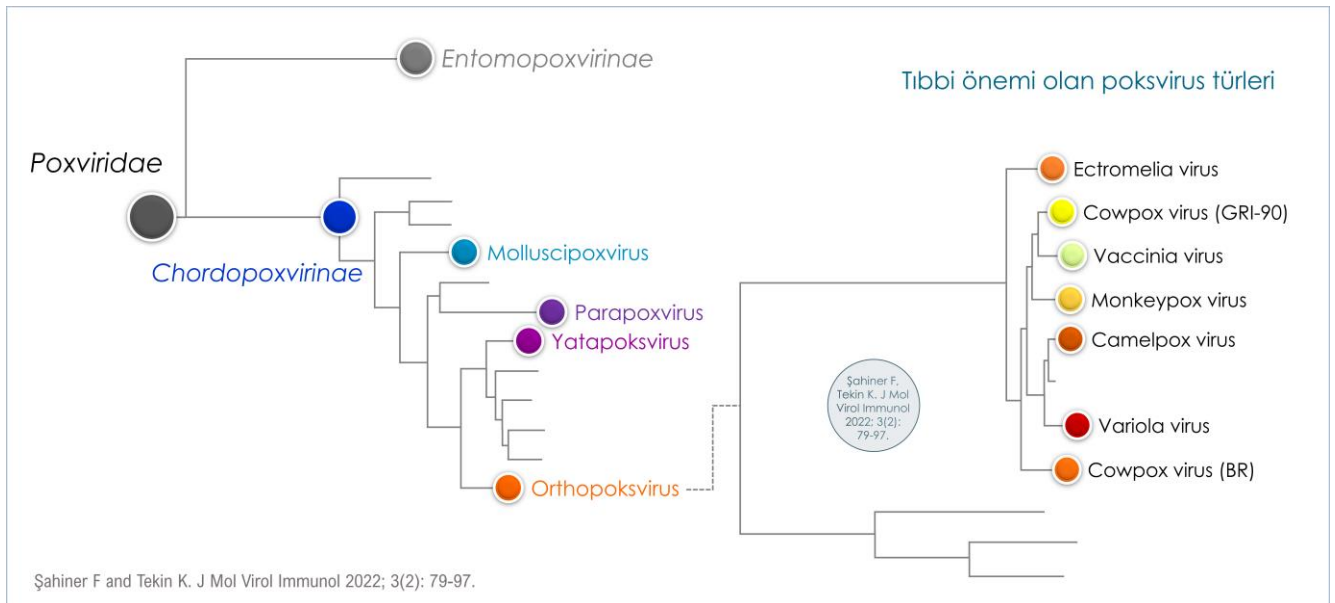 Entomopoxvirinae
Tıbbi önemi olan poksvirus türleri
Poxviridae
Chordopoxvirinae
Molluscipoxvirus
Parapoxvirus
Yatapoksvirus
Orthopoksvirus
Ectromelia virus
Cowpox virus (GRI-90)
Vaccinia virus
Monkeypox virus
Camelpox virus
Variola virus
Cowpox virus (BR)
Şahiner F,
Tekin K. J Mol
Virol Immunol
2022; 3(2):
79-97.
Şahiner F and Tekin K. J Mol Virol Immunol 2022; 3(2): 79-97.